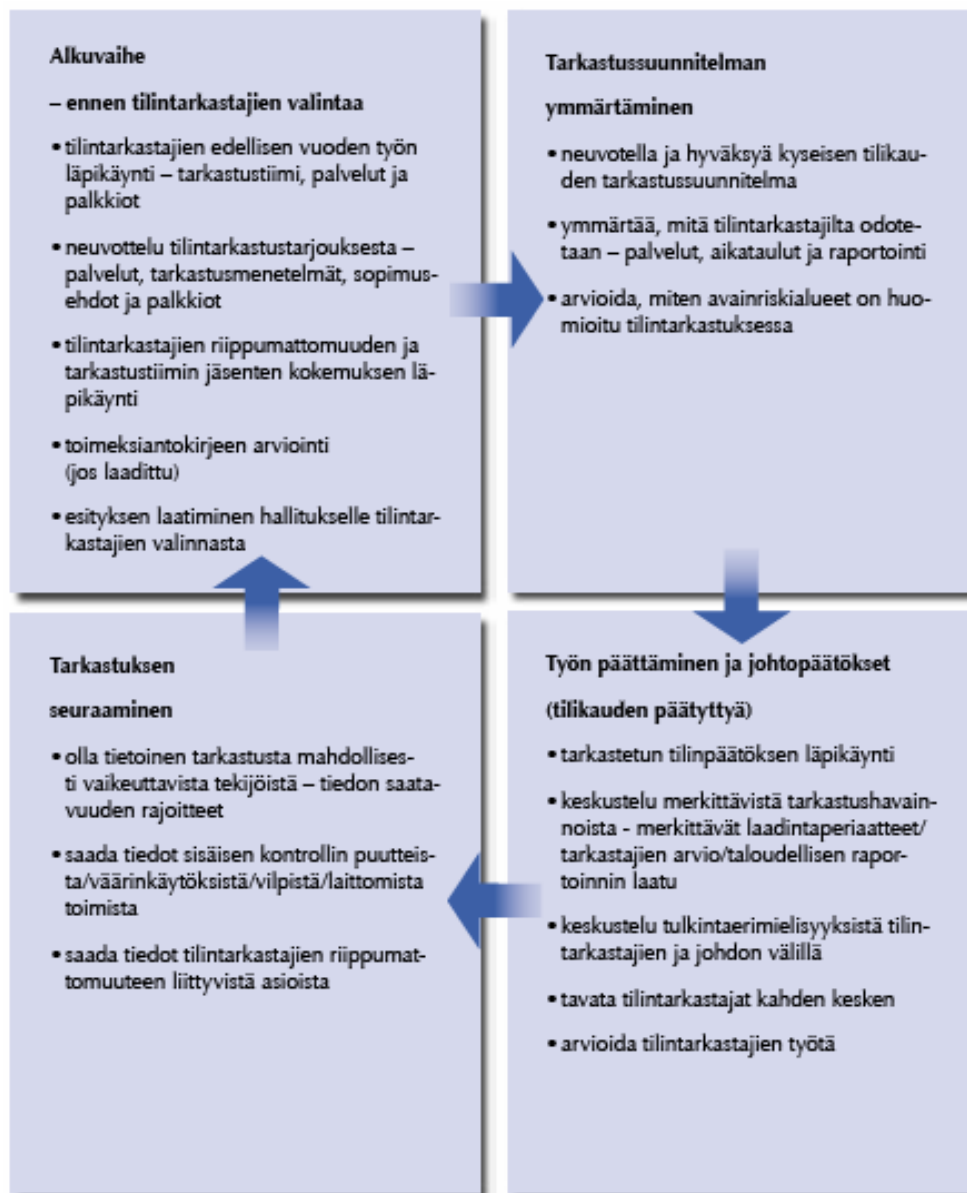 Alkuvaihe
– ennen tilintarkastajien valintaa
• tilintarkastajien edellisen vuoden työn
läpikäynti – tarkastustiimi, palvelut ja
palkkiot
• neuvottelu tilintarkastustarjouksesta –
palvelut, tarkastusmenetelmät, sopimus-
ehdot ja palkkiot
• tilintarkastajien riippumattomuuden ja
tarkastustiimin jäsenten kokemuksen lä-
pikäynti
• toimeksiantokirjeen arviointi
(jos laadittu)
• esityksen laatiminen hallitukselle tilintar-
kastajien valinnasta
Tarkastussuunnitelman
ymmärtäminen
• neuvotella ja hyväksyä kyseisen tilikau-
den tarkastussuunnitelma
• ymmärtää, mitä tilintarkastajilta odote-
taan – palvelut, aikataulut ja raportointi
• arvioida, miten avainriskialueet on huo-
mioitu tilintarkastuksessa
Työn päättäminen ja johtopäätökset
(tilikauden päätyttyä)
• tarkastetun tilinpäätöksen läpikäynti
• keskustelu merkittävistä tarkastushavain-
noista - merkittävät laadintaperiaatteet/
tarkastajien arvio/taloudellisen rapor-
toinnin laatu
• keskustelu tulkintaerimielisyyksistä tilin-
tarkastajien ja johdon välillä
• tavata tilintarkastajat kahden kesken
• arvioida tilintarkastajien työtä
Tarkastuksen
seuraaminen
• olla tietoinen tarkastusta mahdollises-
ti vaikeuttavista tekijöistä – tiedon saata-
vuuden rajoitteet
• saada tiedot sisäisen kontrollin puutteis-
ta/väärinkäytöksistä/vilpistä/laittomista
toimista
• saada tiedot tilintarkastajien riippumat-
tomuuteen liittyvistä asioista